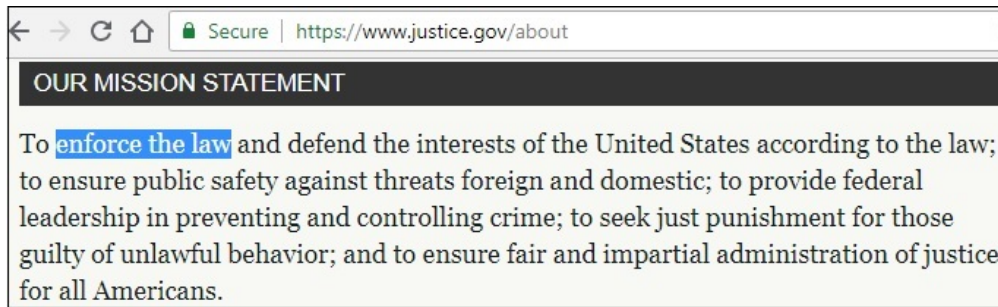 Secure https://www.justice.gov/about
OUR MISSION STATEMENT
To enforce the law and defend the interests of the United States according to the law;
to ensure public safety against threats foreign and domestic; to provide federal
leadership in preventing and controlling crime; to seek just punishment for those
guilty of unlawful behavior; and to ensure fair and impartial administration of justice
for all Americans.